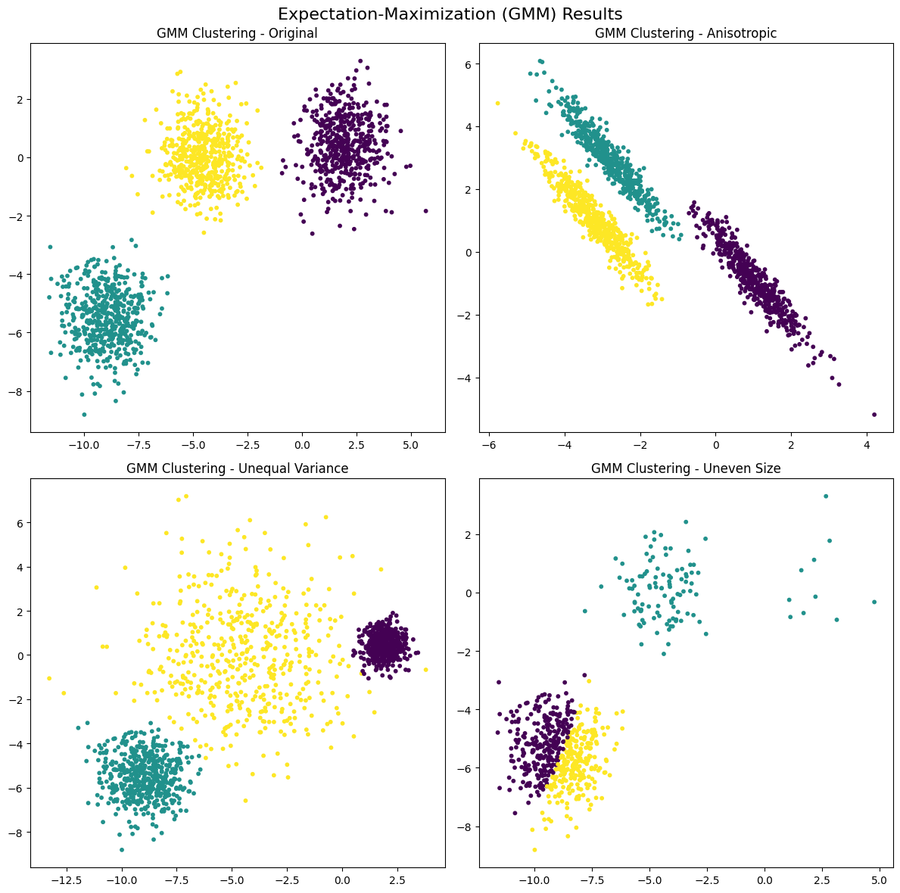 Expectation-Maximization (GMM) Results
GMM Clustering - Original
2
0
−2
−4
−6
−8
−10.0 −7.5 −5.0 −2.5 0.0 2.5 5.0
GMM Clustering - Anisotropic
6
4
2
0
−2
−4
−6 −4 −2 0 2 4
GMM Clustering - Unequal Variance
6
4
2
0
−2
−4
−6
−8
−12.5 −10.0 −7.5 −5.0 −2.5 0.0 2.5
GMM Clustering - Uneven Size
2
0
−2
−4
−6
−8
−10.0 −7.5 −5.0 −2.5 0.0 2.5 5.0